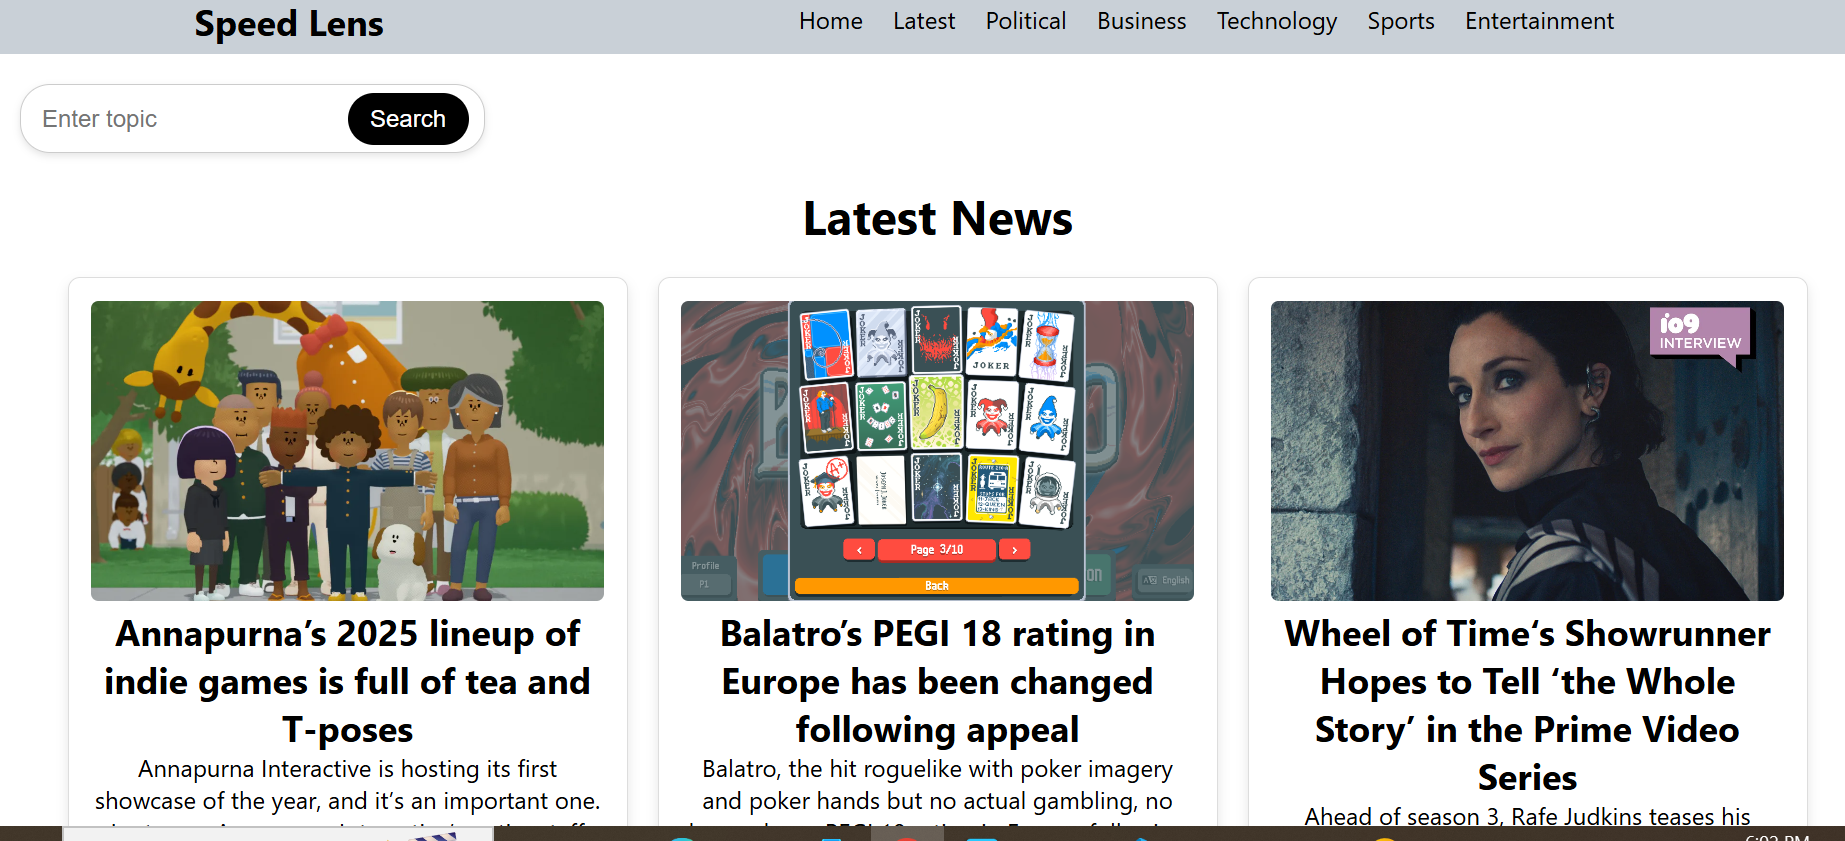 Speed Lens
Home Latest Political Business Technology Sports Entertainment
Enter topic Search
Latest News
JOKER
A+
Page 3/10
Back
Profile
P1
English
io9
INTERVIEW
Annapurna’s 2025 lineup of
indie games is full of tea and
T-poses
Annapurna Interactive is hosting its first
showcase of the year, and it’s an important one.
Balatro’s PEGI 18 rating in
Europe has been changed
following appeal
Balatro, the hit roguelike with poker imagery
and poker hands but no actual gambling, no
Wheel of Time‘s Showrunner
Hopes to Tell ‘the Whole
Story’ in the Prime Video
Series
Ahead of season 3, Rafe Judkins teases his